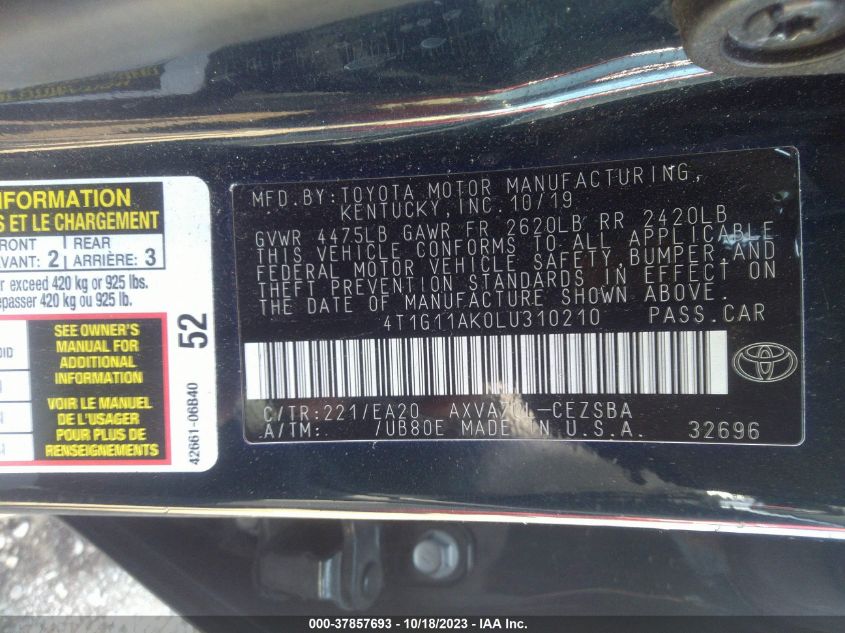 INFORMATION
S ET LE CHARGEMENT
FRONT REAR
AVANT: 2 ARRIÈRE: 3
r exceed 420 kg or 925 lbs.
epasser 420 kg ou 925 lb.
SEE OWNER'S
MANUAL FOR
ADDITIONAL
INFORMATION
VOIR LE MANUEL
DE L'USAGER
POUR PLUS DE
RENSEIGNEMENTS
52
42661-06B40
MFD.BY:TOYOTA MOTOR MANUFACTURING,
KENTUCKY,INC.10/19
GVWR 4475LB GAWR FR 2620LB RR 2420LB
THIS VEHICLE CONFORMS TO ALL APPLICABLE
FEDERAL MOTOR VEHICLE SAFETY,BUMPER,AND
THEFT PREVENTION STANDARDS IN EFFECT ON
THE DATE OF MANUFACTURE SHOWN ABOVE.
4T1G11AK0LU310210 PASS.CAR
C/TR:221/EA20 AXVA70L-CEZSBA
A/TM: 7UB80E MADE IN U.S.A. 32696
000-37857693 - 10/18/2023 - IAA Inc.